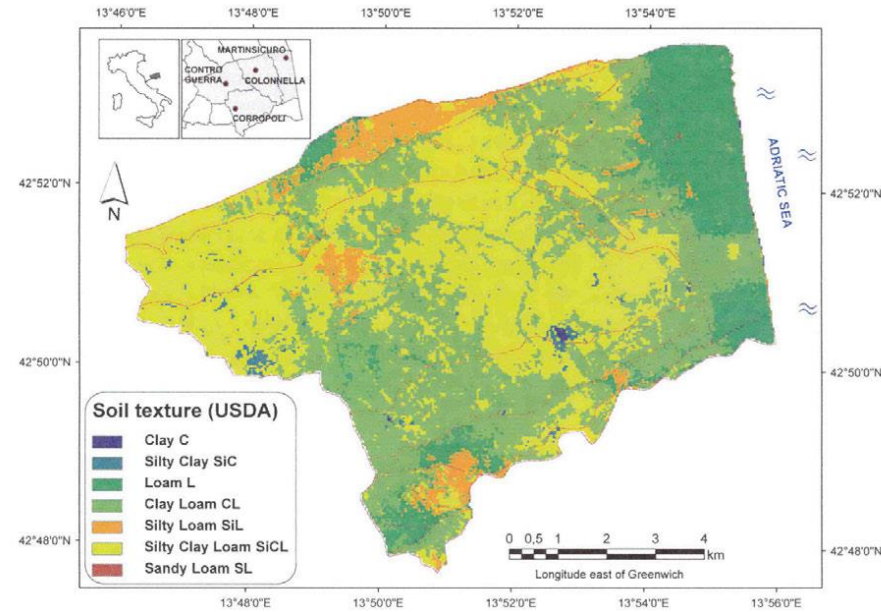 13°46'0"E 13°48'0"E 13°50'0"E 13°52'0"E 13°54'0"E
MARTINSICURO
CONTRO
GUERRA
COLONNELLA
CORROPOLI
ADRIATIC SEA
N
42°52'0"N
42°52'0"N
42°50'0"N
42°50'0"N
Soil texture (USDA)
Clay C
Silty Clay SiC
Loam L
Clay Loam CL
Silty Loam SiL
Silty Clay Loam SiCL
Sandy Loam SL
42°48'0"N
42°48'0"N
0 0,5 1 2 3 4
km
Longitude east of Greenwich
13°48'0"E 13°50'0"E 13°52'0"E 13°54'0"E 13°56'0"E